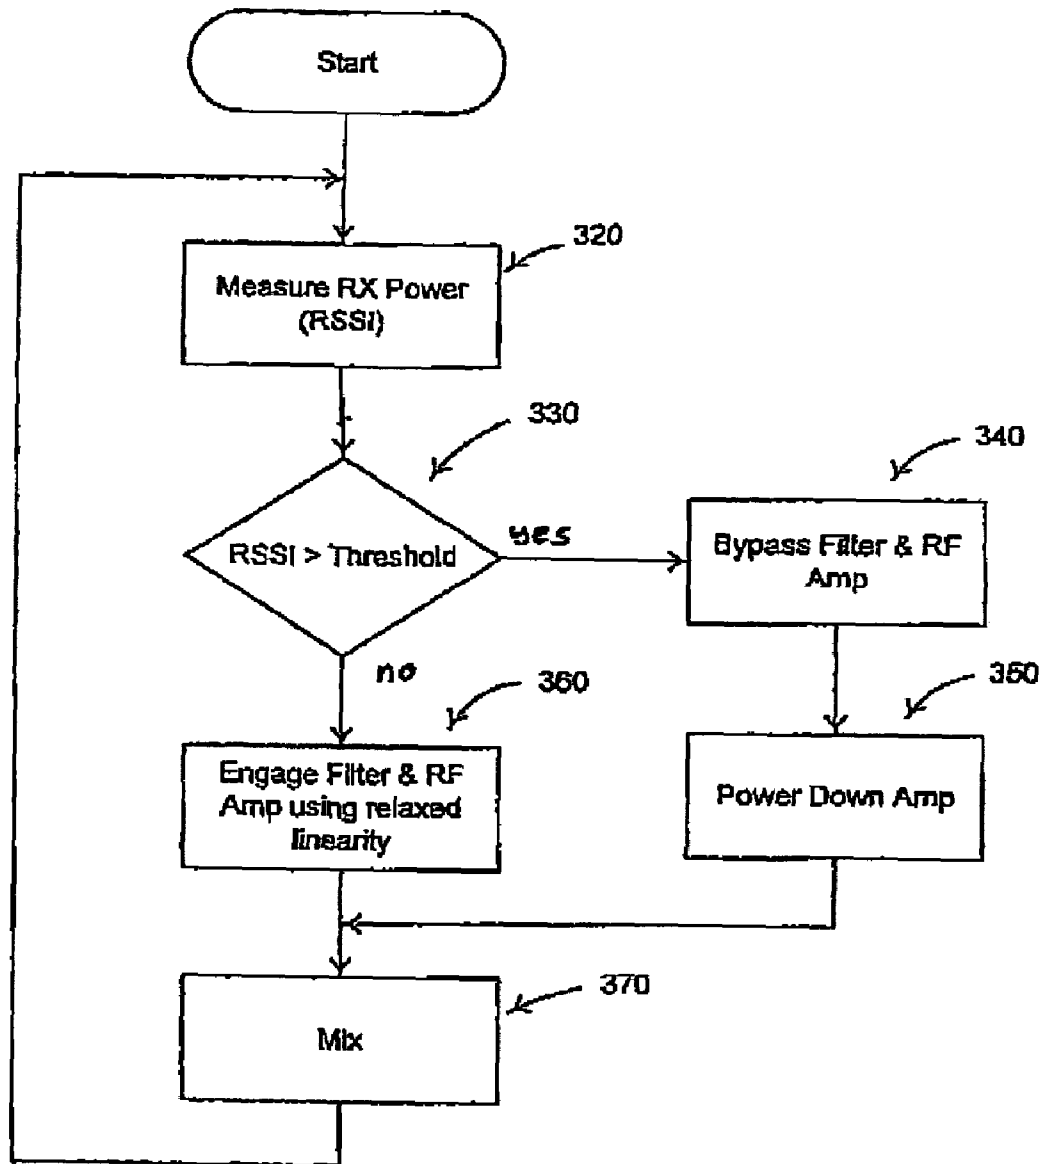 Start
320
Measure RX Power
(RSSI)
330
340
RSSI > Threshold
yes
Bypass Filter & RF
Amp
no
360
350
Engage Filter & RF
Amp using relaxed
linearity
Power Down Amp
370
Mix